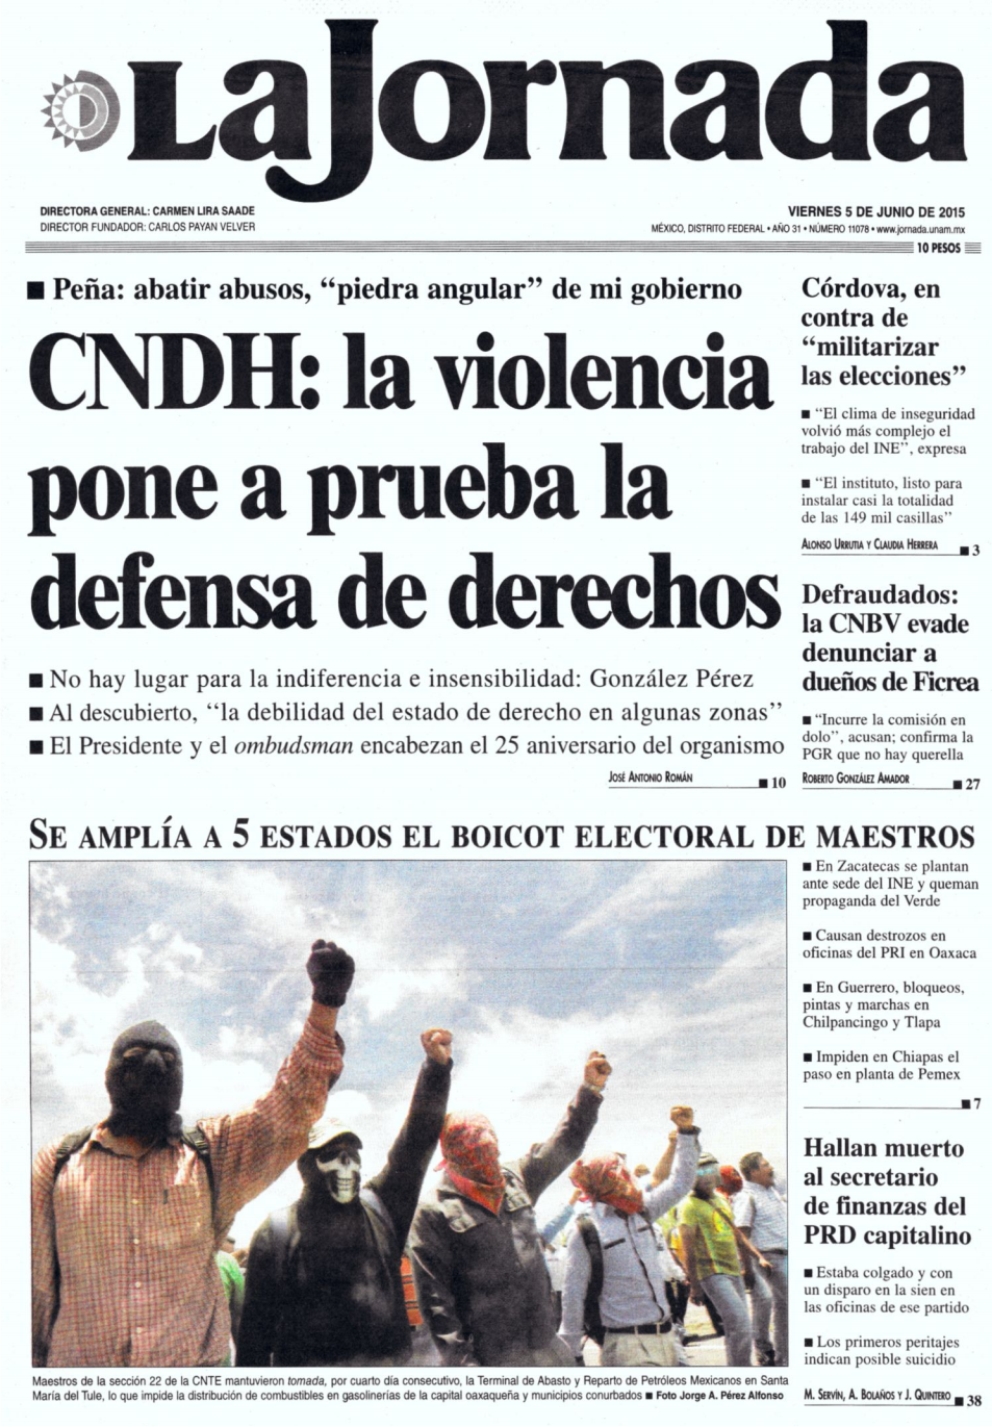 La Jornada
DIRECTORA GENERAL: CARMEN LIRA SAADE
DIRECTOR FUNDADOR: CARLOS PAYAN VELVER
VIERNES 5 DE JUNIO DE 2015
MÉXICO, DISTRITO FEDERAL • AÑO 31 • NÚMERO 11078 • www.jornada.unam.mx
10 PESOS
■ Peña: abatir abusos, “piedra angular” de mi gobierno
CNDH: la violencia
pone a prueba la
defensa de derechos
■ No hay lugar para la indiferencia e insensibilidad: González Pérez
■ Al descubierto, “la debilidad del estado de derecho en algunas zonas”
■ El Presidente y el ombudsman encabezan el 25 aniversario del organismo
JOSÉ ANTONIO ROMÁN ■ 10
Córdova, en
contra de
“militarizar
las elecciones”
■ “El clima de inseguridad
volvió más complejo el
trabajo del INE”, expresa
■ “El instituto, listo para
instalar casi la totalidad
de las 149 mil casillas”
ALONSO URRUTIA Y CLAUDIA HERRERA ■ 3
Defraudados:
la CNBV evade
denunciar a
dueños de Ficrea
■ “Incurre la comisión en
dolo”, acusan; confirma la
PGR que no hay querella
ROBERTO GONZÁLEZ AMADOR ■ 27
SE AMPLÍA A 5 ESTADOS EL BOICOT ELECTORAL DE MAESTROS
■ En Zacatecas se plantan
ante sede del INE y queman
propaganda del Verde
■ Causan destrozos en
oficinas del PRI en Oaxaca
■ En Guerrero, bloqueos,
pintas y marchas en
Chilpancingo y Tlapa
■ Impiden en Chiapas el
paso en planta de Pemex
■ 7
Hallan muerto
al secretario
de finanzas del
PRD capitalino
■ Estaba colgado y con
un disparo en la sien en
las oficinas de ese partido
■ Los primeros peritajes
indican posible suicidio
M. SERVÍN, A. BOLAÑOS Y J. QUINTERO ■ 38
Maestros de la sección 22 de la CNTE mantuvieron tomada, por cuarto día consecutivo, la Terminal de Abasto y Reparto de Petróleos Mexicanos en Santa
María del Tule, lo que impide la distribución de combustibles en gasolinerías de la capital oaxaqueña y municipios conurbados ■ Foto Jorge A. Pérez Alfonso